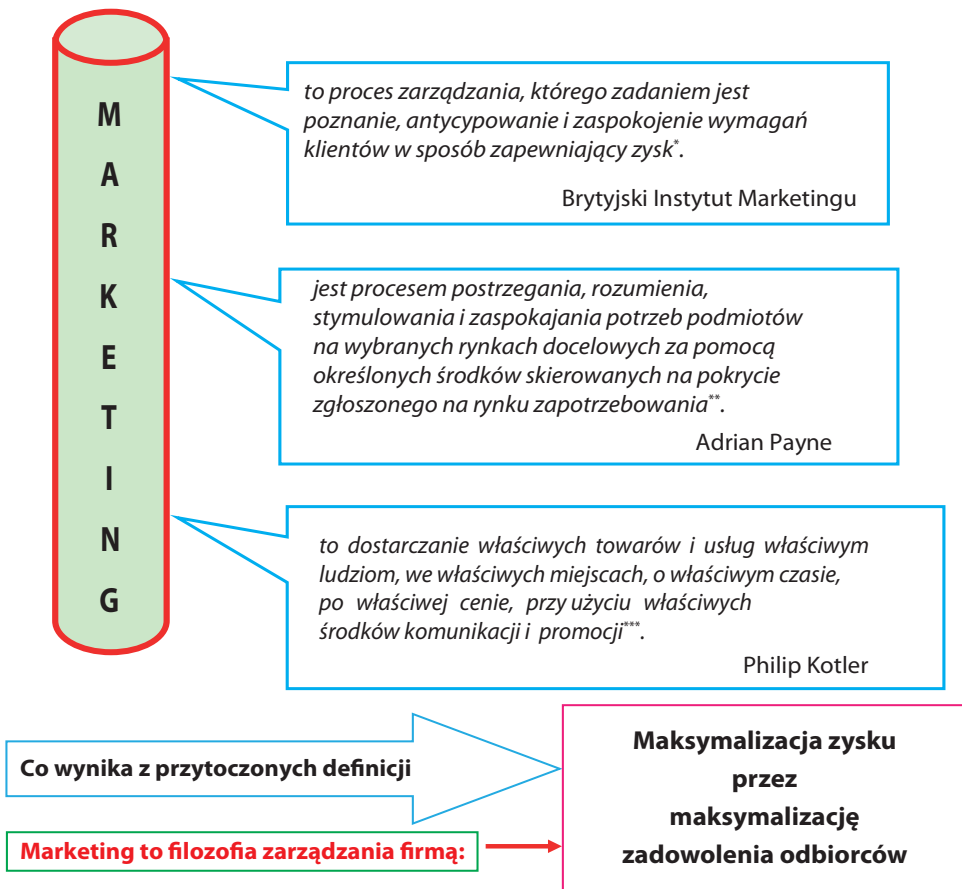 M
A
R
K
E
T
I
N
G
to proces zarządzania, którego zadaniem jest
poznanie, antycypowanie i zaspokojenie wymagań
klientów w sposób zapewniający zysk*.
Brytyjski Instytut Marketingu
jest procesem postrzegania, rozumienia,
stymulowania i zaspokajania potrzeb podmiotów
na wybranych rynkach docelowych za pomocą
określonych środków skierowanych na pokrycie
zgłoszonego na rynku zapotrzebowania**.
Adrian Payne
to dostarczanie właściwych towarów i usług właściwym
ludziom, we właściwych miejscach, o właściwym czasie,
po właściwej cenie, przy użyciu właściwych
środków komunikacji i promocji***.
Philip Kotler
Co wynika z przytoczonych definicji
Marketing to filozofia zarządzania firmą:
Maksymalizacja zysku
przez
maksymalizację
zadowolenia odbiorców